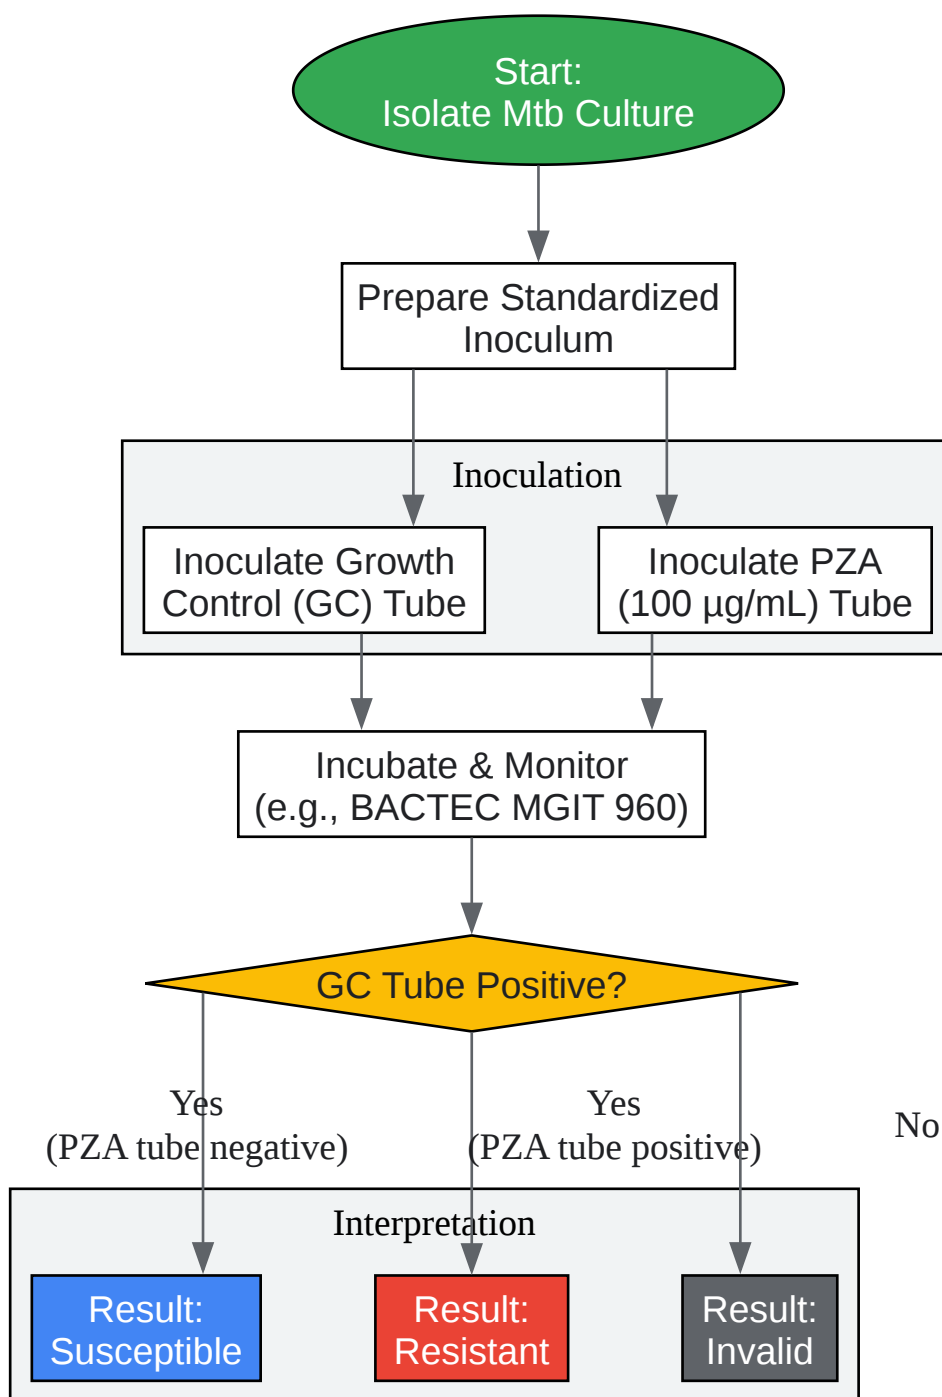 Start:
Isolate Mtb Culture
Prepare Standardized
Inoculum
Inoculation
Inoculate Growth
Control (GC) Tube
Inoculate PZA
(100 µg/mL) Tube
Incubate & Monitor
(e.g., BACTEC MGIT 960)
GC Tube Positive?
Yes
(PZA tube negative)
Yes
(PZA tube positive)
No
Interpretation
Result:
Susceptible
Result:
Resistant
Result:
Invalid